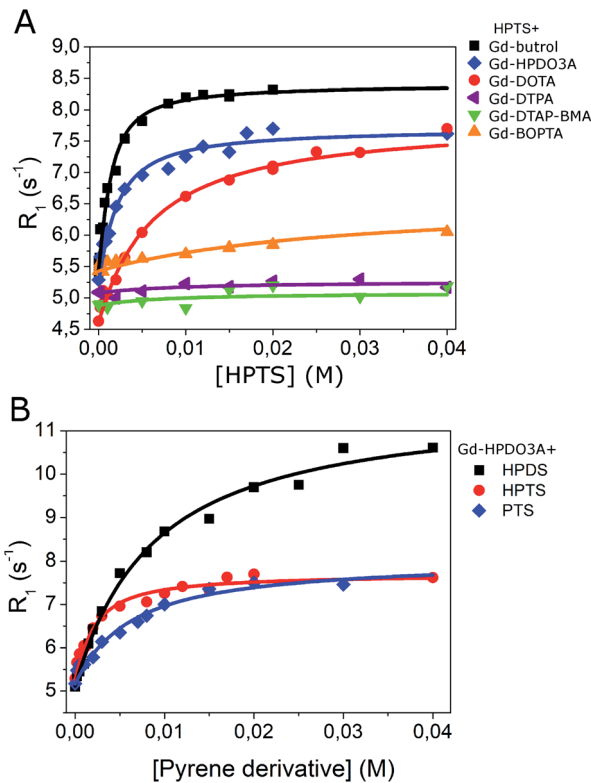 A
HPTS+
Gd-butrol
Gd-HPDO3A
Gd-DOTA
Gd-DTPA
Gd-DTAP-BMA
Gd-BOPTA
9,0
8,5
8,0
7,5
7,0
6,5
6,0
5,5
5,0
4,5
R1 (s-1)
0,00 0,01 0,02 0,03 0,04
[HPTS] (M)
B
Gd-HPDO3A+
HPDS
HPTS
PTS
11
10
9
8
7
6
5
R1 (s-1)
0,00 0,01 0,02 0,03 0,04
[Pyrene derivative] (M)